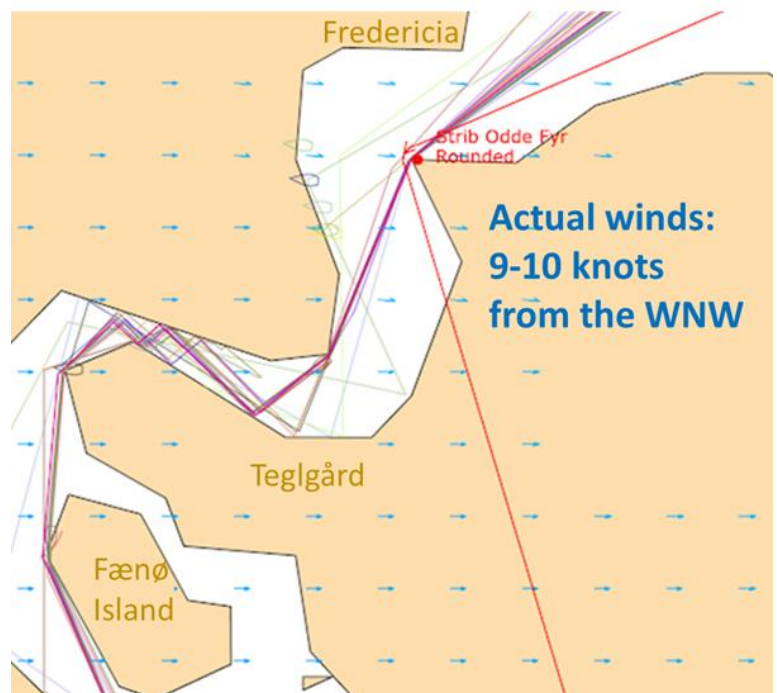 Fredericia
Strib Odde Fyr
Rounded
Actual winds:
9-10 knots
from the WNW
Teglgård
Fænø
Island